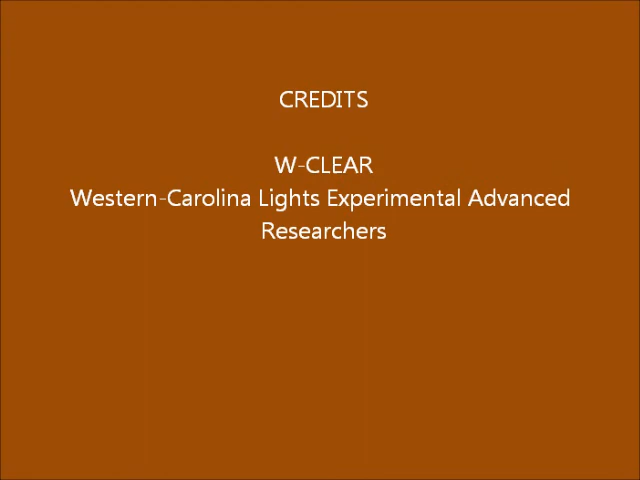 CREDITS
W-CLEAR
Western-Carolina Lights Experimental Advanced
Researchers